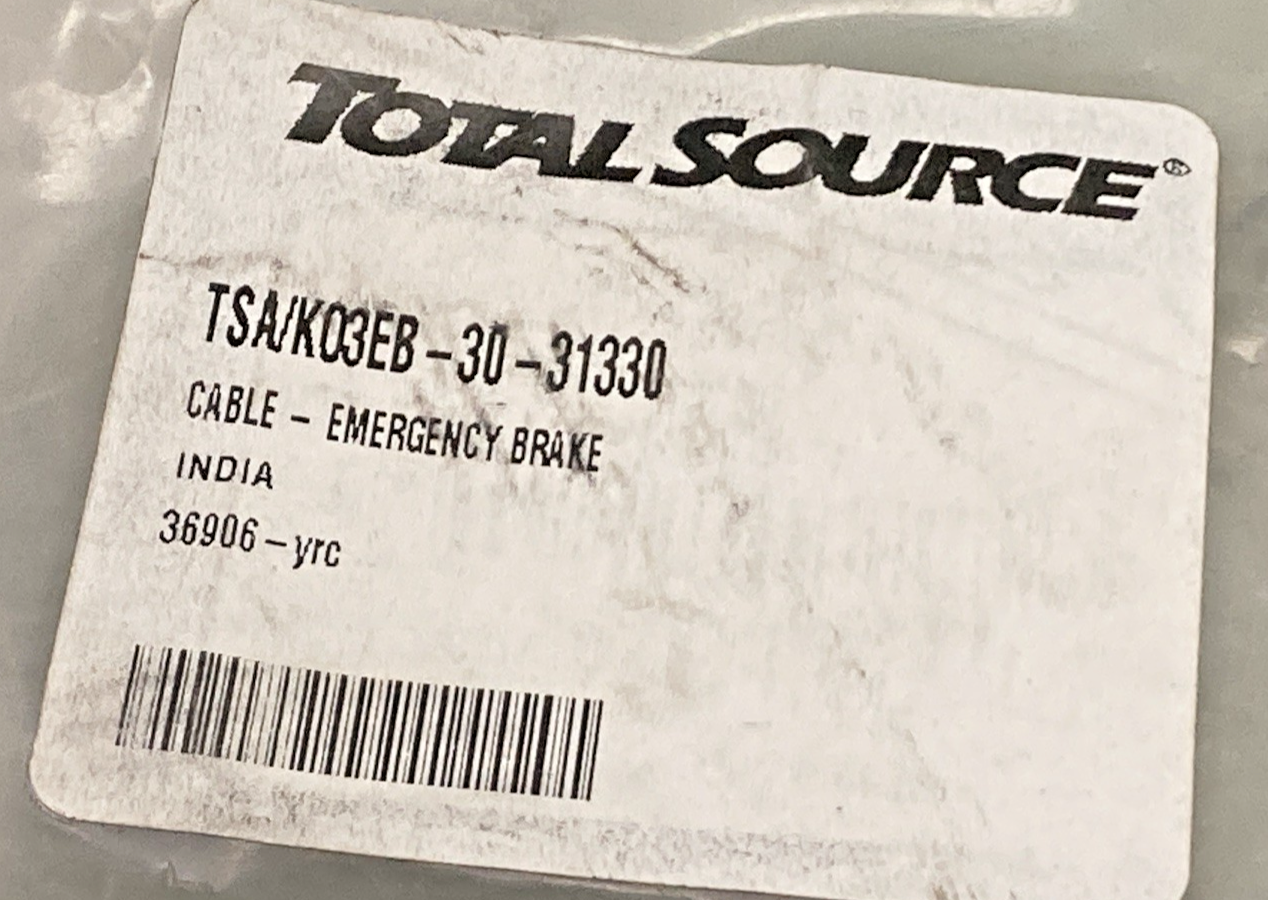 TOTAL SOURCE®
TSA/K03EB-30-31330
CABLE - EMERGENCY BRAKE
INDIA
36906-yrc